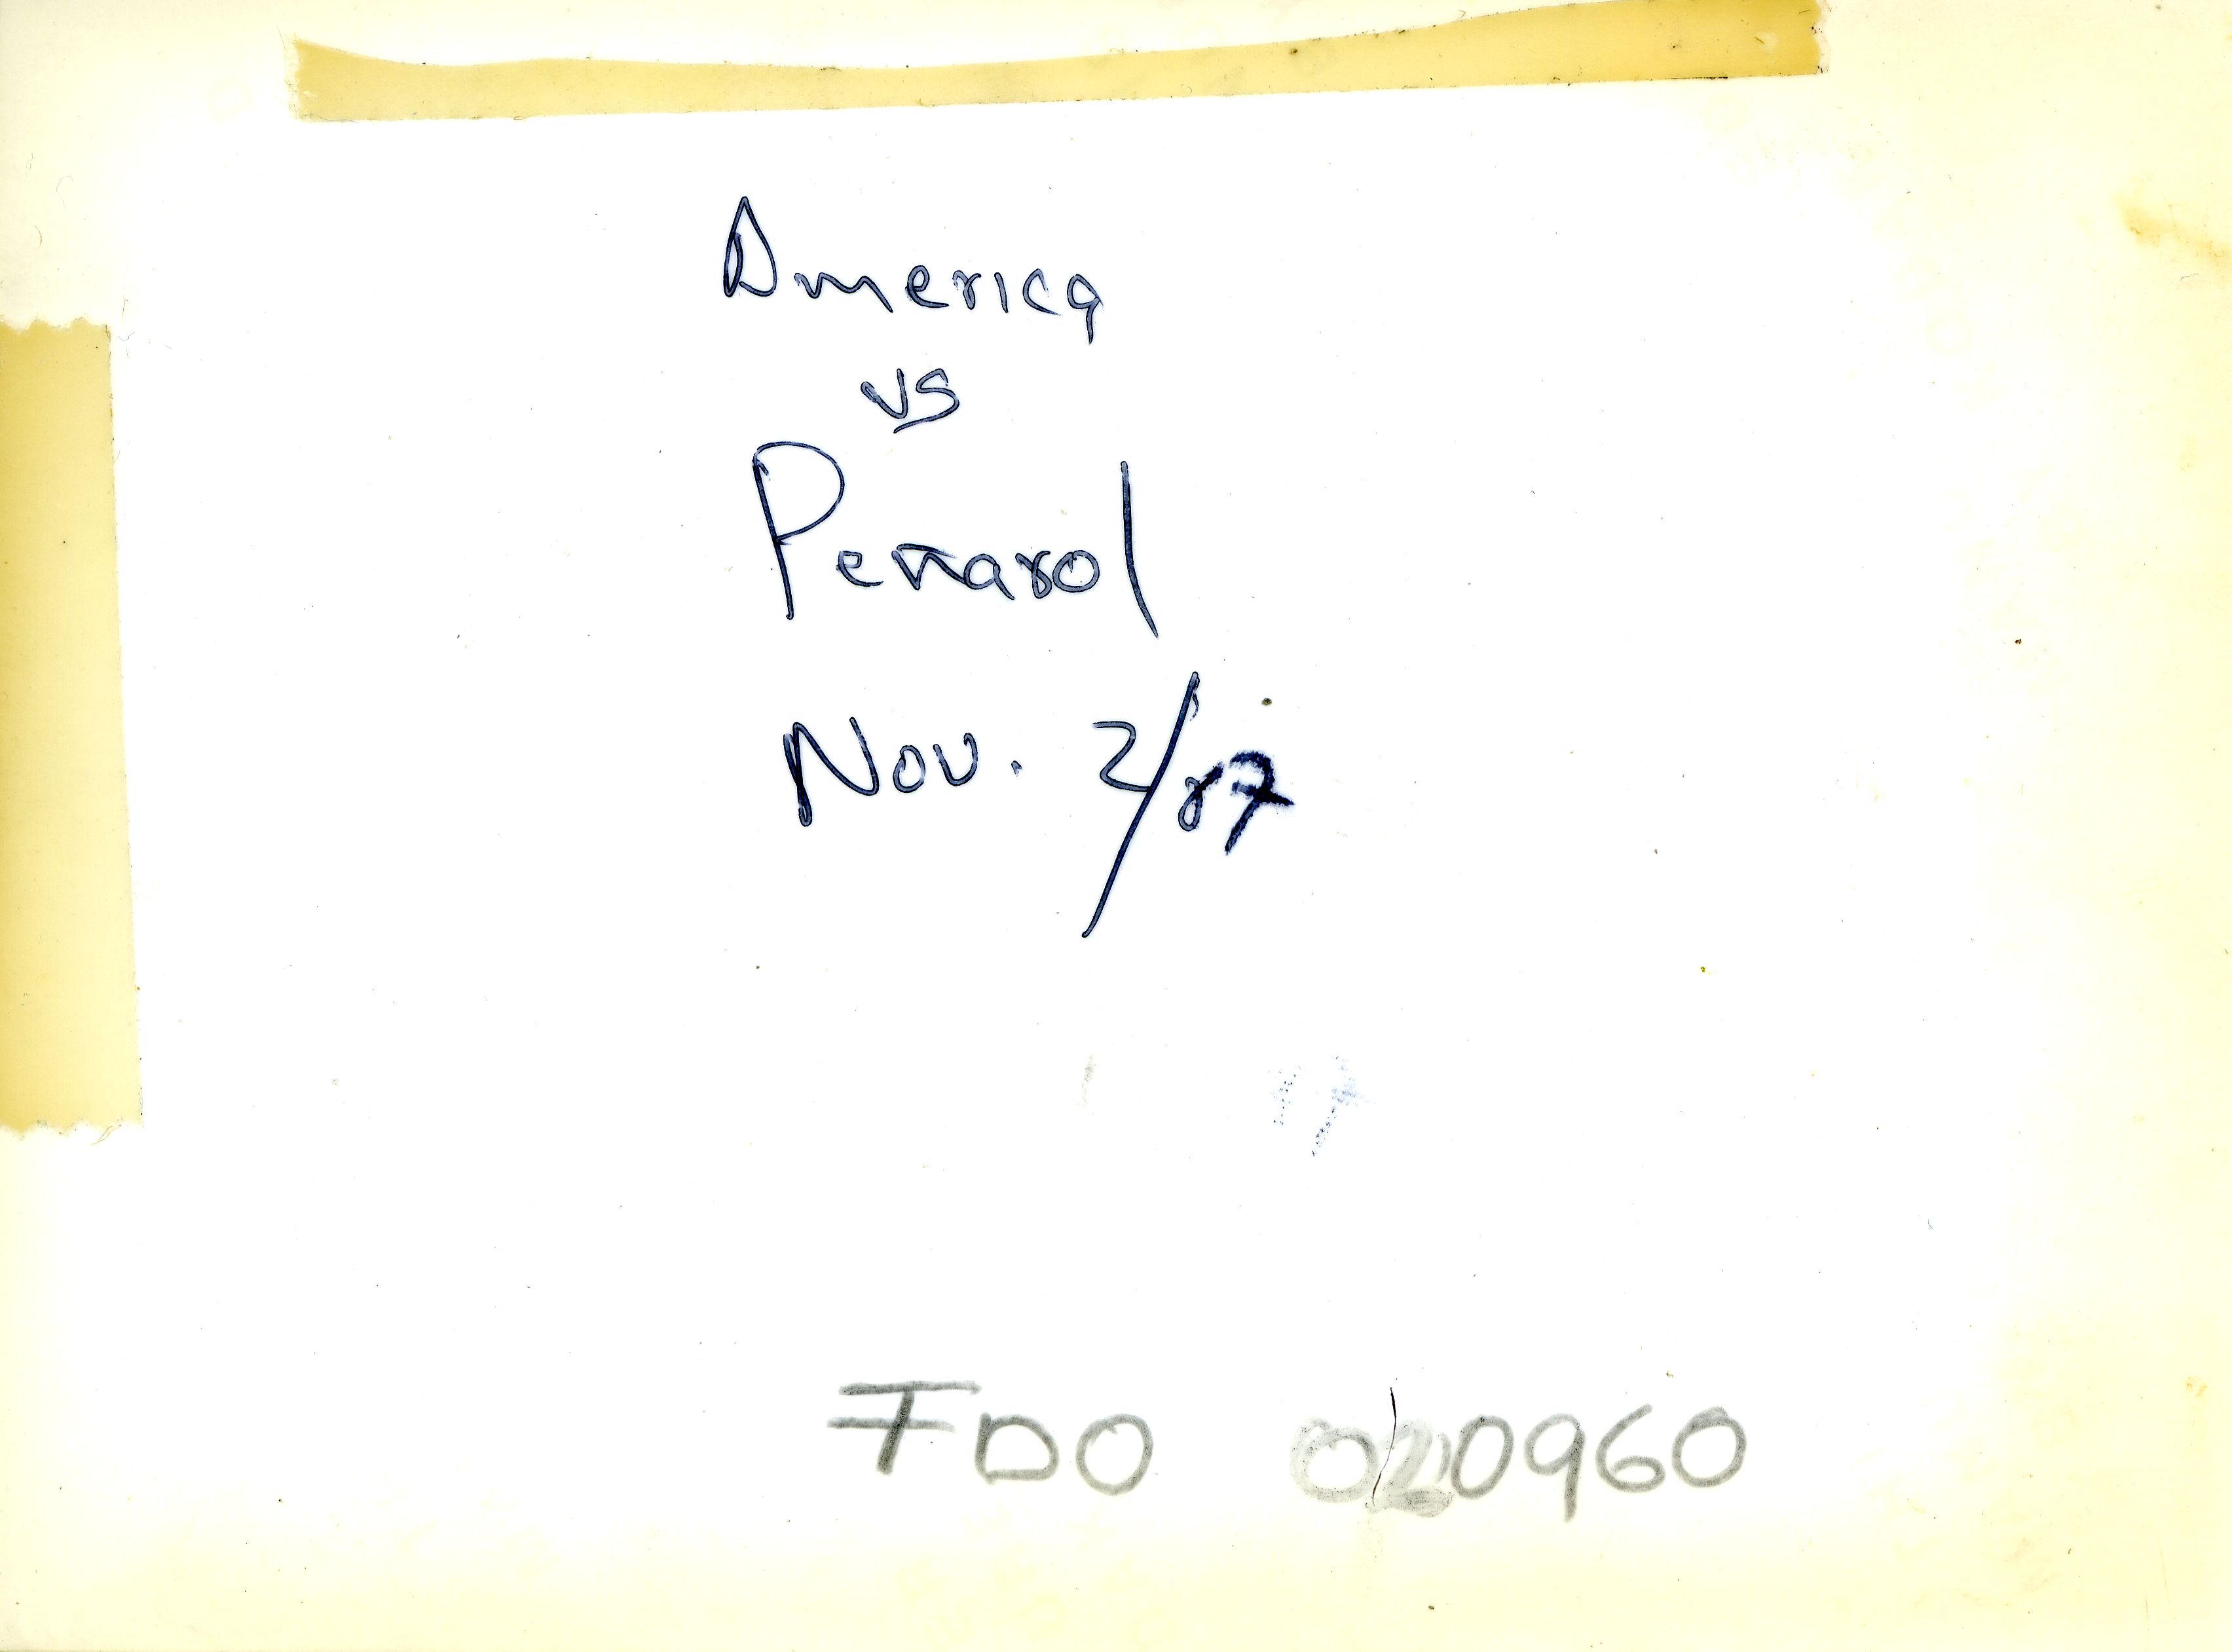 America
vs
Peñarol
Nov. 2/87
FDO 020960